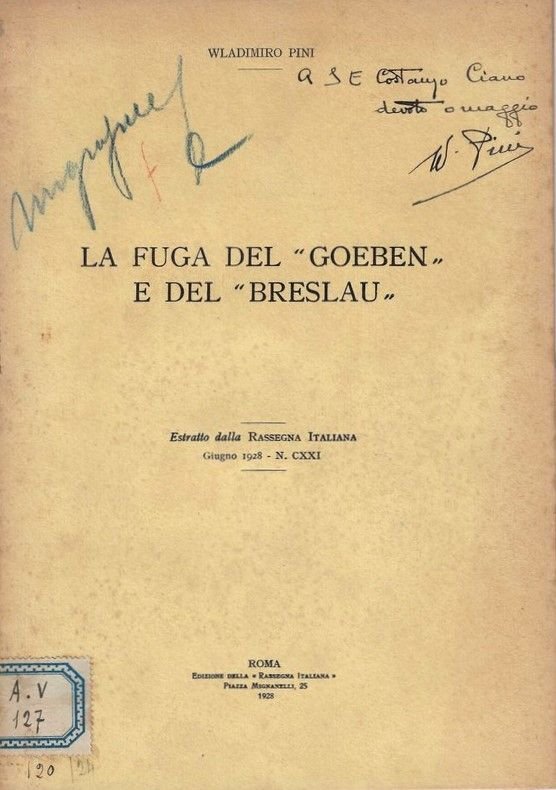 WLADIMIRO PINI
A S E Costanzo Ciano
devoto omaggio
W. Pini
LA FUGA DEL “GOEBEN„
E DEL “BRESLAU„
Estratto dalla RASSEGNA ITALIANA
Giugno 1928 - N. CXXI
ROMA
EDIZIONE DELLA « RASSEGNA ITALIANA »
PIAZZA MIGNANELLI, 25
1928
A.V
127
120